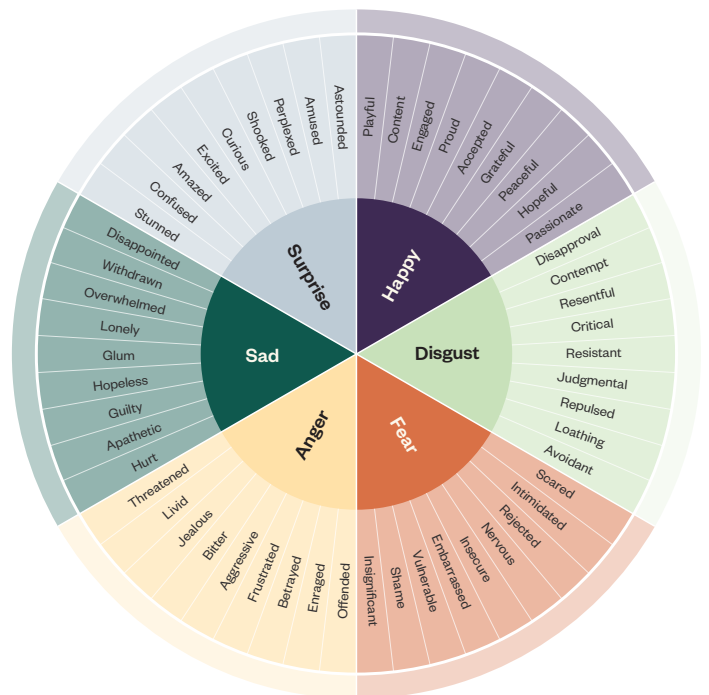 Happy
Playful
Content
Engaged
Proud
Accepted
Grateful
Peaceful
Hopeful
Passionate
Disgust
Disapproval
Contempt
Resentful
Critical
Resistant
Judgmental
Repulsed
Loathing
Avoidant
Fear
Scared
Intimidated
Rejected
Nervous
Insecure
Embarrassed
Vulnerable
Shame
Insignificant
Anger
Offended
Enraged
Betrayed
Frustrated
Aggressive
Bitter
Jealous
Livid
Threatened
Sad
Hurt
Apathetic
Guilty
Hopeless
Glum
Lonely
Overwhelmed
Withdrawn
Disappointed
Surprise
Stunned
Confused
Amazed
Excited
Curious
Shocked
Perplexed
Amused
Astounded